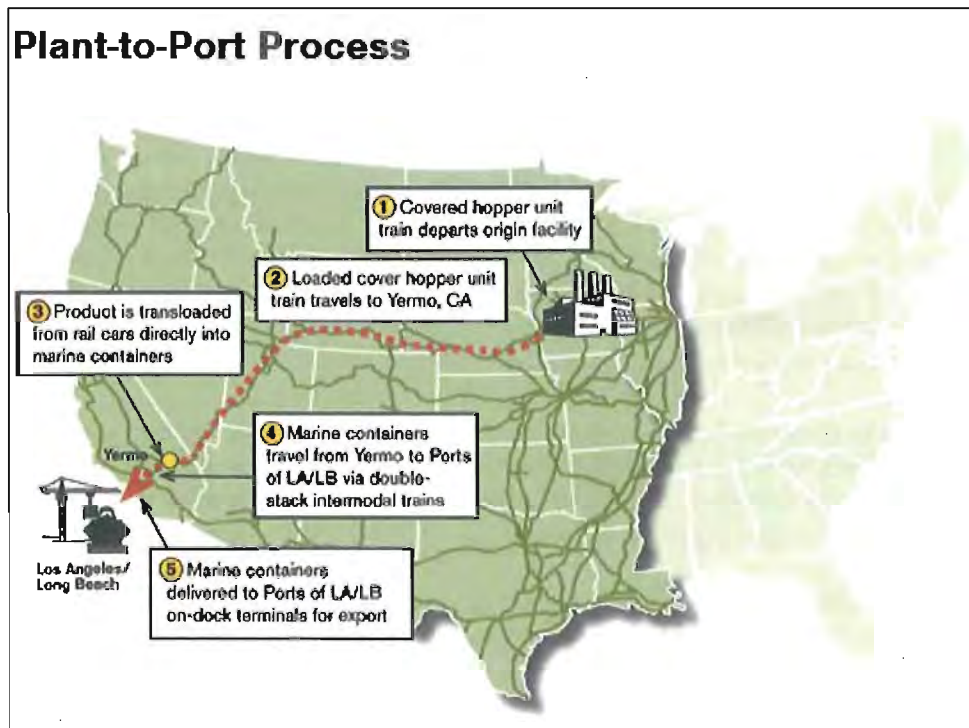 Plant-to-Port Process
① Covered hopper unit
train departs origin facility
② Loaded cover hopper unit
train travels to Yermo, CA
③ Product is transloaded
from rail cars directly into
marine containers
④ Marine containers
travel from Yermo to Ports
of LA/LB via double-
stack intermodal trains
Yermo
Los Angeles/
Long Beach
⑤ Marine containers
delivered to Ports of LA/LB
on-dock terminals for export